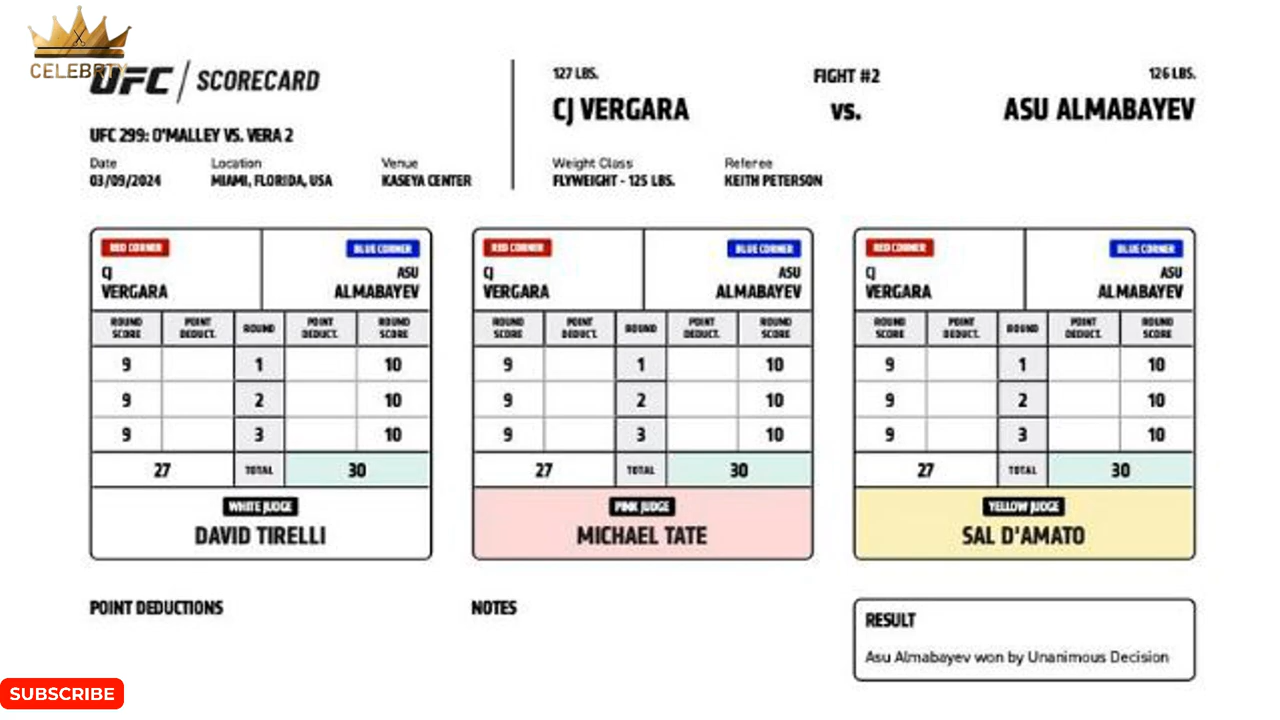 CELEBRTY
UFC / SCORECARD
UFC 299: O'MALLEY VS. VERA 2
Date Location Venue
03/09/2024 MIAMI, FLORIDA, USA KASEYA CENTER
127 LBS. FIGHT #2 126 LBS.
CJ VERGARA VS. ASU ALMABAYEV
Weight Class Referee
FLYWEIGHT - 125 LBS. KEITH PETERSON
RED CORNER BLUE CORNER
CJ ASU
VERGARA ALMABAYEV
ROUND POINT ROUND POINT ROUND
SCORE DEDUCT. DEDUCT. SCORE
9 1 10
9 2 10
9 3 10
27 TOTAL 30
WHITE JUDGE
DAVID TIRELLI
RED CORNER BLUE CORNER
CJ ASU
VERGARA ALMABAYEV
ROUND POINT ROUND POINT ROUND
SCORE DEDUCT. DEDUCT. SCORE
9 1 10
9 2 10
9 3 10
27 TOTAL 30
PINK JUDGE
MICHAEL TATE
RED CORNER BLUE CORNER
CJ ASU
VERGARA ALMABAYEV
ROUND POINT ROUND POINT ROUND
SCORE DEDUCT. DEDUCT. SCORE
9 1 10
9 2 10
9 3 10
27 TOTAL 30
YELLOW JUDGE
SAL D'AMATO
POINT DEDUCTIONS
NOTES
RESULT
Asu Almabayev won by Unanimous Decision
SUBSCRIBE